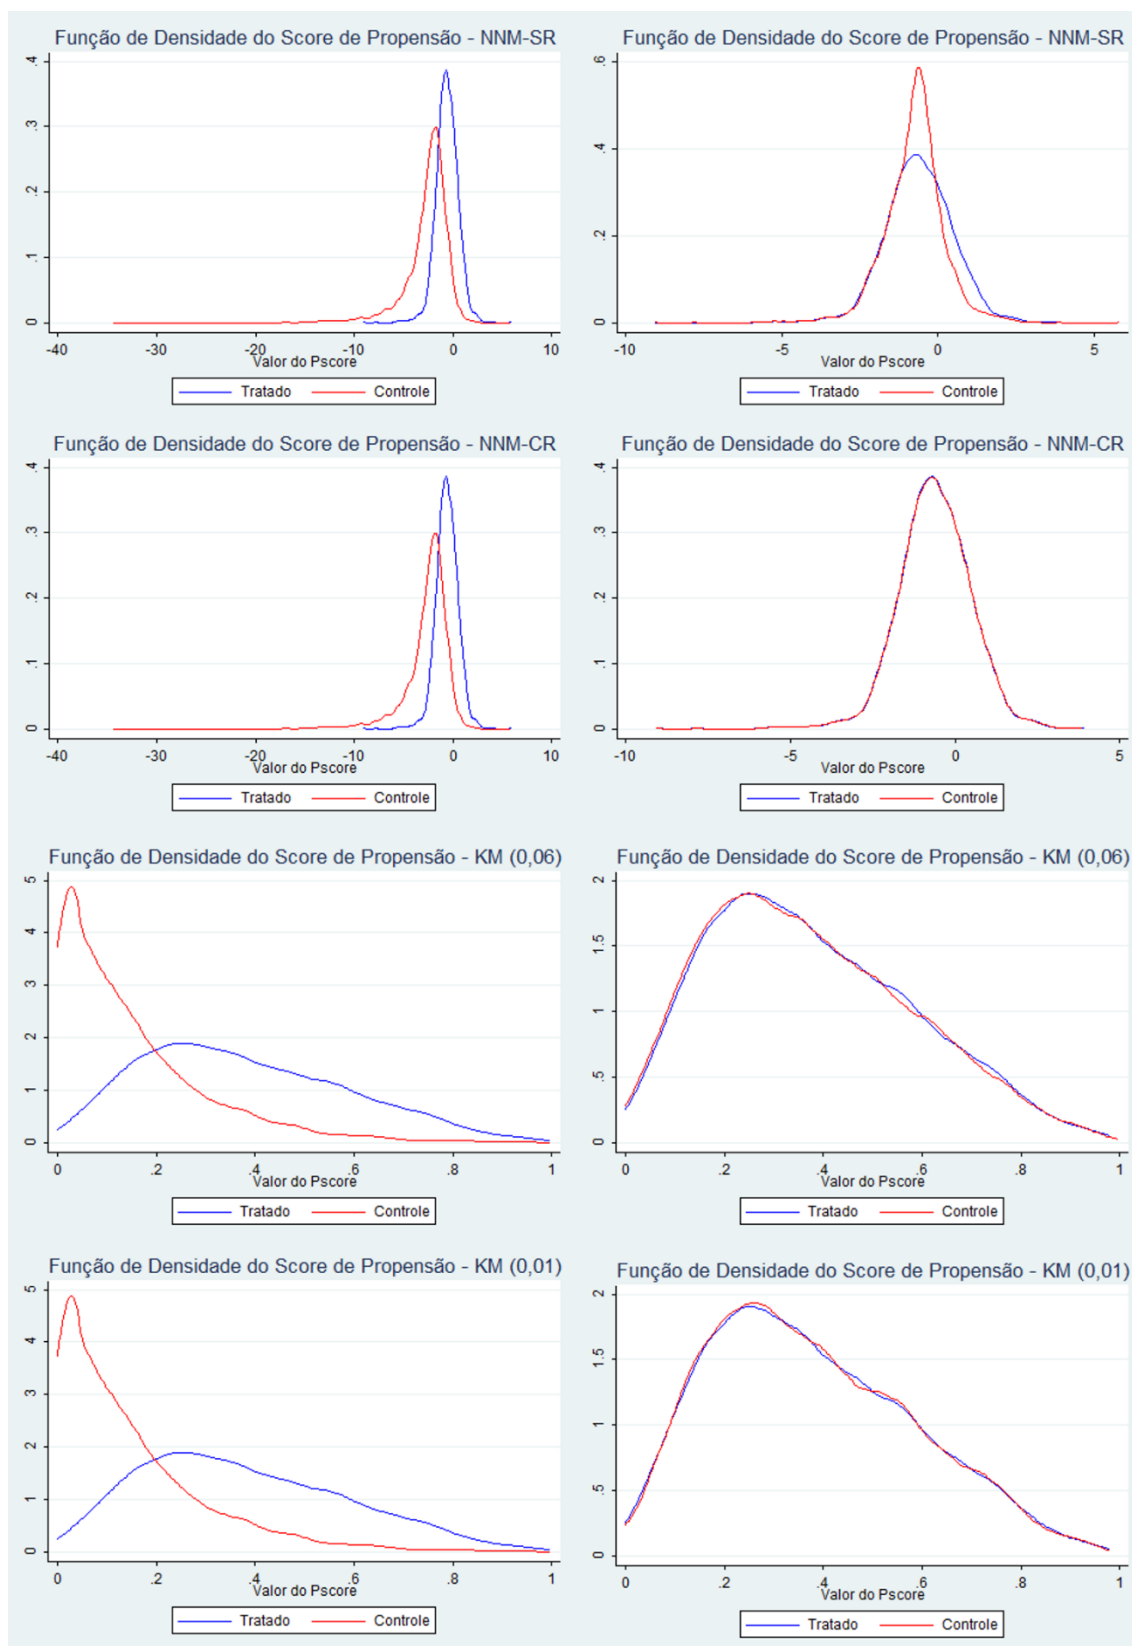 Função de Densidade do Score de Propensão - NNM-SR
.4
.3
.2
.1
0
-40 -30 -20 -10 0 10
Valor do Pscore
Tratado Controle
Função de Densidade do Score de Propensão - NNM-SR
.6
.4
.2
0
-10 -5 0 5
Valor do Pscore
Tratado Controle
Função de Densidade do Score de Propensão - NNM-CR
.4
.3
.2
.1
0
-40 -30 -20 -10 0 10
Valor do Pscore
Tratado Controle
Função de Densidade do Score de Propensão - NNM-CR
.4
.3
.2
.1
0
-10 -5 0 5
Valor do Pscore
Tratado Controle
Função de Densidade do Score de Propensão - KM (0,06)
5
4
3
2
1
0
0 .2 .4 .6 .8 1
Valor do Pscore
Tratado Controle
Função de Densidade do Score de Propensão - KM (0,06)
2
1.5
1
.5
0
0 .2 .4 .6 .8 1
Valor do Pscore
Tratado Controle
Função de Densidade do Score de Propensão - KM (0,01)
5
4
3
2
1
0
0 .2 .4 .6 .8 1
Valor do Pscore
Tratado Controle
Função de Densidade do Score de Propensão - KM (0,01)
2
1.5
1
.5
0
0 .2 .4 .6 .8 1
Valor do Pscore
Tratado Controle